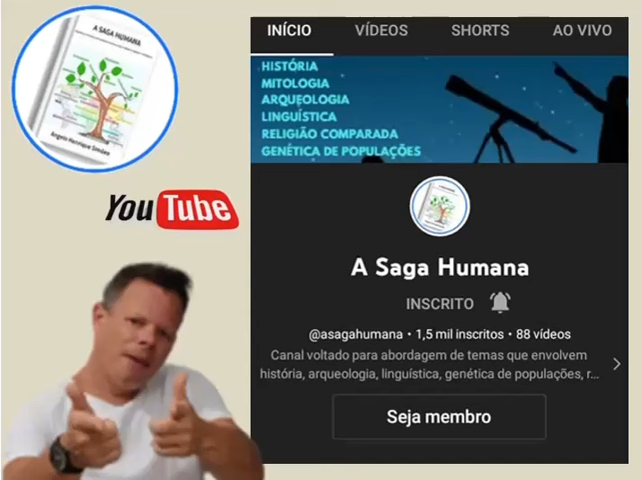 A SAGA HUMANA
Angelo Henrique Simões
YouTube
INÍCIO VÍDEOS SHORTS AO VIVO
HISTÓRIA
MITOLOGIA
ARQUEOLOGIA
LINGUÍSTICA
RELIGIÃO COMPARADA
GENÉTICA DE POPULAÇÕES
A Saga Humana
INSCRITO
@asagahumana • 1,5 mil inscritos • 88 vídeos
Canal voltado para abordagem de temas que envolvem
história, arqueologia, linguística, genética de populações, r...
Seja membro